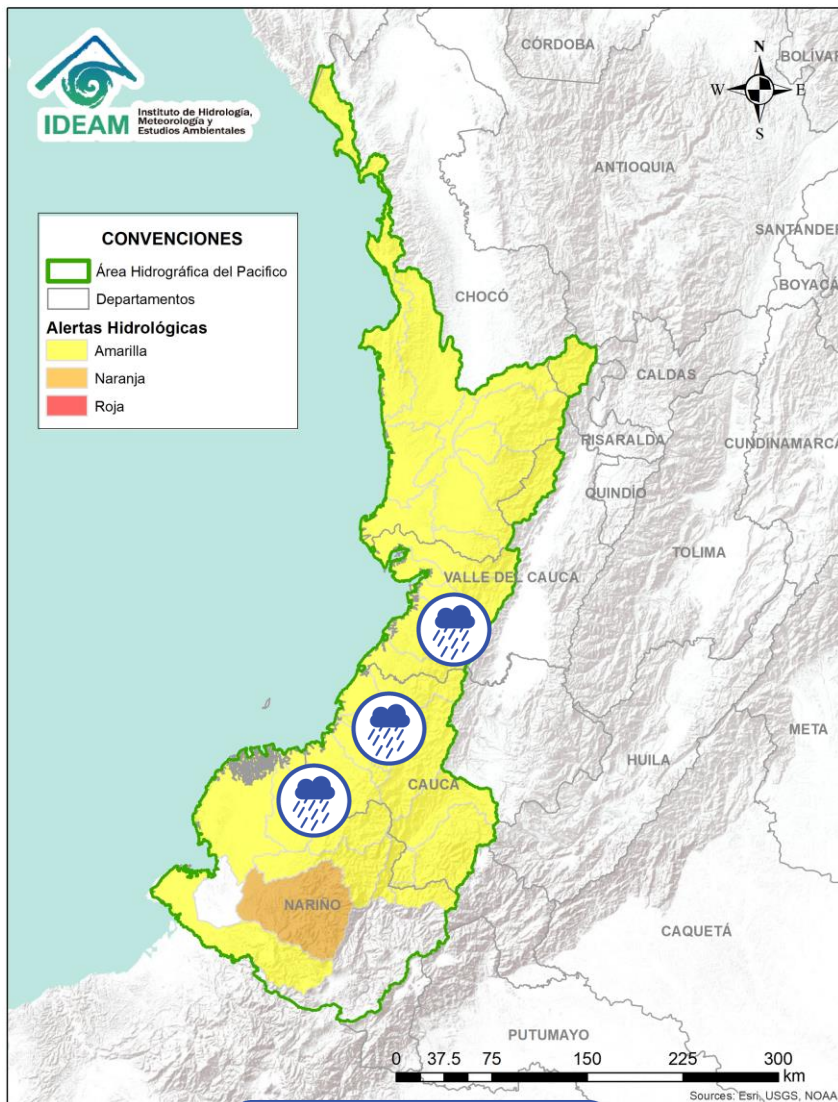 IDEAM
Instituto de Hidrología,
Meteorología y
Estudios Ambientales
CONVENCIONES
Área Hidrográfica del Pacifico
Departamentos
Alertas Hidrológicas
Amarilla
Naranja
Roja
N
W
E
S
CÓRDOBA
BOLÍVAR
ANTIOQUIA
SANTANDER
BOYACÁ
CHOCÓ
CALDAS
RISARALDA
CUNDINAMARCA
QUINDÍO
TOLIMA
VALLE DEL CAUCA
META
HUILA
CAUCA
NARIÑO
CAQUETÁ
PUTUMAYO
0 37.5 75 150 225 300
km
Sources: Esri, USGS, NOAA